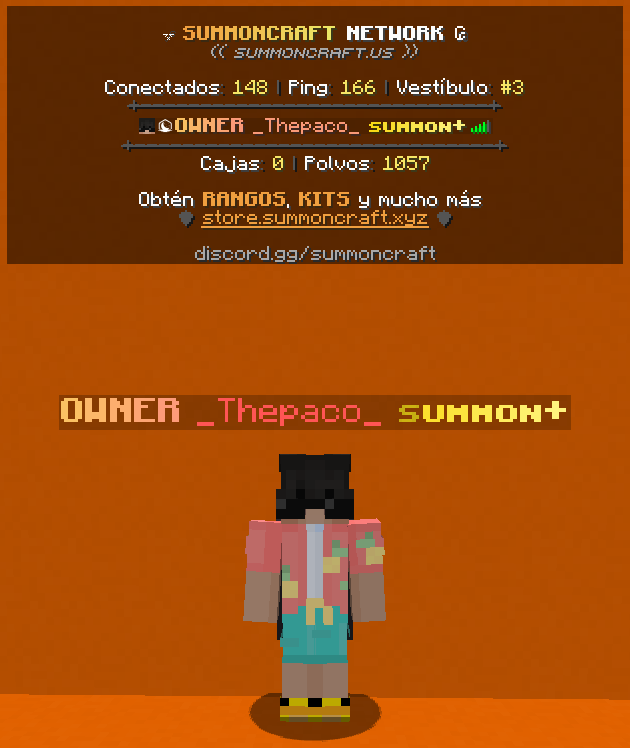 SUMMONCRAFT NETWORK
(( SUMMONCRAFT.US ))
Conectados: 148 | Ping: 166 | Vestíbulo: #3
OWNER _Thepaco_ SUMMON+
Cajas: 0 | Polvos: 1057
Obtén RANGOS, KITS y mucho más
store.summoncraft.xyz
discord.gg/summoncraft
OWNER _Thepaco_ SUMMON+